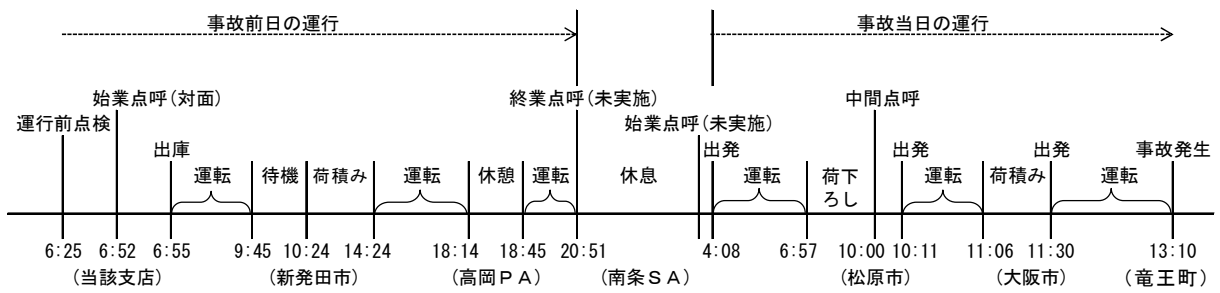 事故前日の運行
事故当日の運行
始業点呼(対面)
終業点呼(未実施)
中間点呼
運行前点検
始業点呼(未実施)
出庫
出発
出発
出発
事故発生
運転
待機
荷積み
運転
休憩
運転
休息
運転
荷下
ろし
運転
荷積み
運転
6:25
6:52
6:55
9:45
10:24
14:24
18:14
18:45
20:51
4:08
6:57
10:00
10:11
11:06
11:30
13:10
(当該支店)
(新発田市)
(高岡PA)
(南条SA)
(松原市)
(大阪市)
(竜王町)